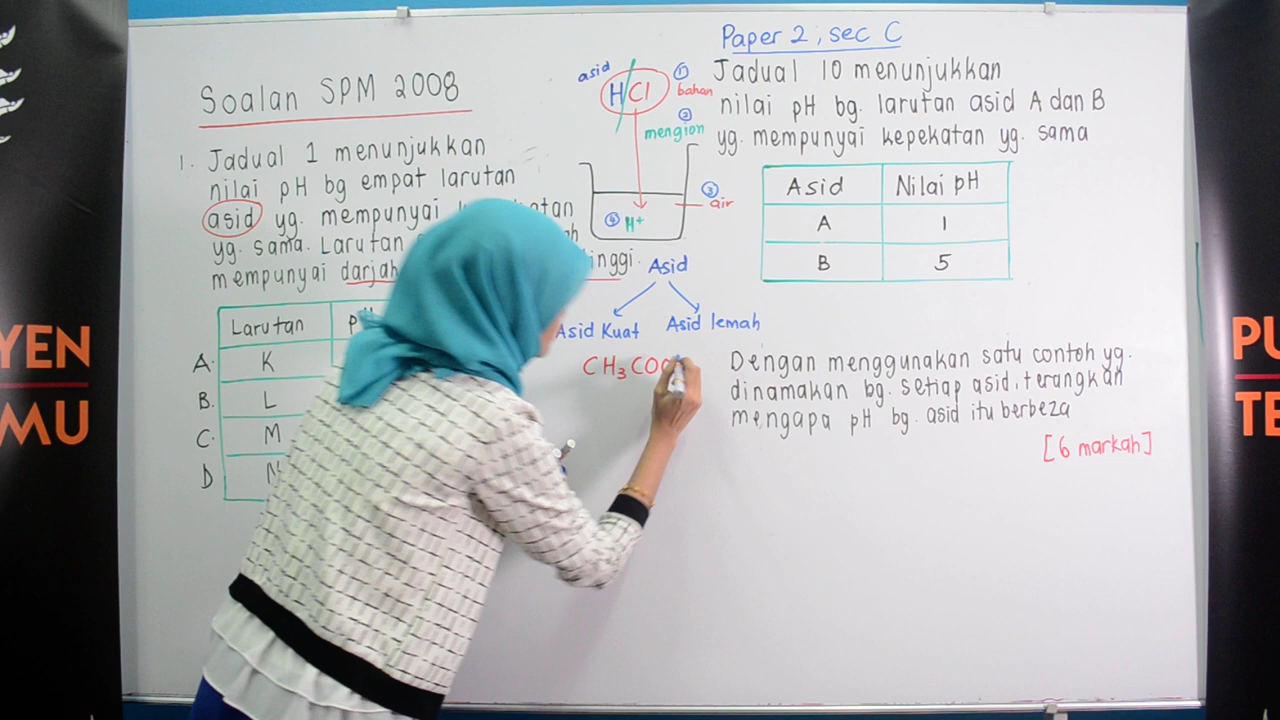 Soalan SPM 2008
1. Jadual 1 menunjukkan
nilai pH bg empat larutan
asid yg. mempunyai
yg. sama. Larutan
mempunyai
inggi.
Larutan
A. K
B. L
C. M
D
asid
HCl
① bahan
② mengion
③ air
④ H+
Asid
Asid Kuat Asid lemah
CH3COO
Paper 2, sec C
Jadual 10 menunjukkan
nilai pH bg. larutan asid A dan B
yg. mempunyai kepekatan yg. sama
Asid Nilai pH
A 1
B 5
Dengan menggunakan satu contoh yg.
dinamakan bg. setiap asid, terangkan
mengapa pH bg. asid itu berbeza
[6 markah]
YEN
MU
PU
TE